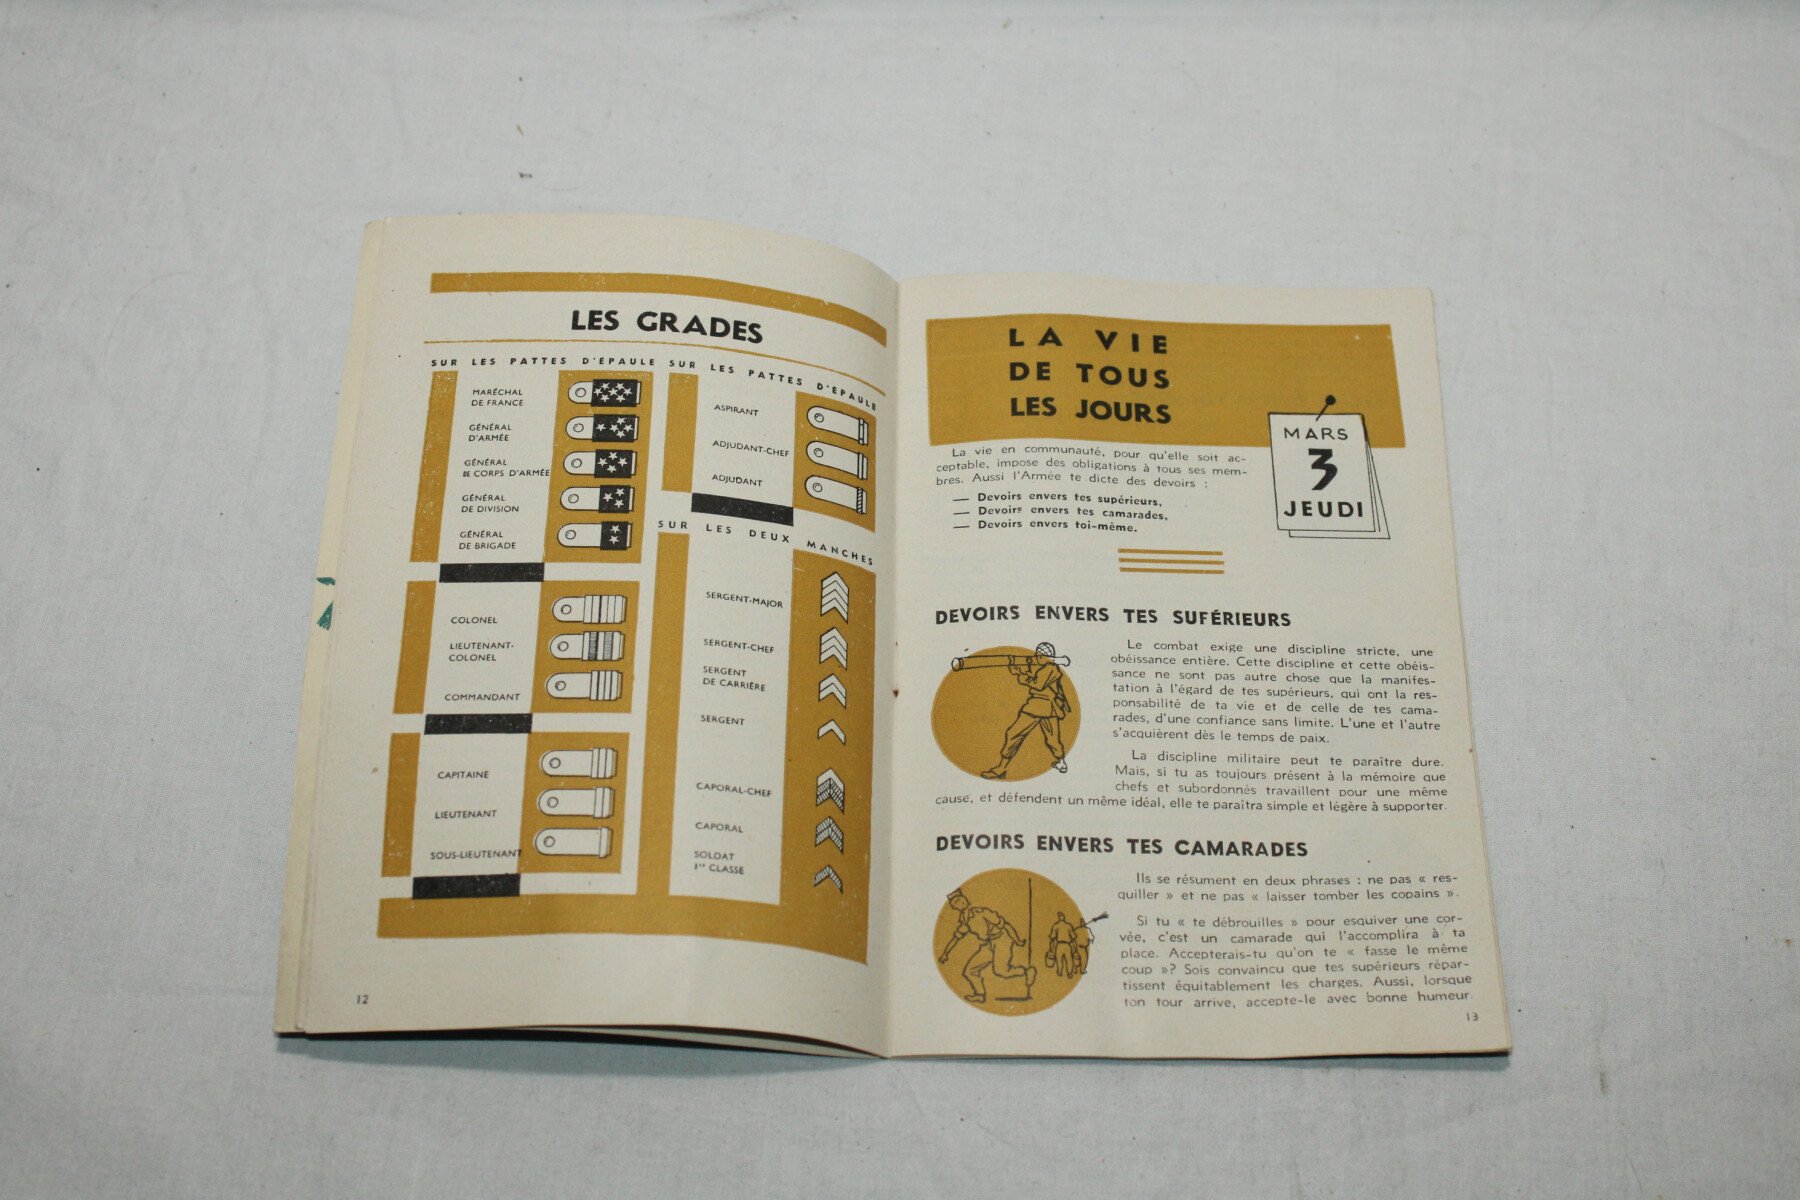 LES GRADES
SUR LES PATTES D'ÉPAULE
MARÉCHAL
DE FRANCE
GÉNÉRAL
D'ARMÉE
GÉNÉRAL
DE CORPS D'ARMÉE
GÉNÉRAL
DE DIVISION
GÉNÉRAL
DE BRIGADE
COLONEL
LIEUTENANT-
COLONEL
COMMANDANT
CAPITAINE
LIEUTENANT
SOUS-LIEUTENANT
SUR LES PATTES D'ÉPAULE
ASPIRANT
ADJUDANT-CHEF
ADJUDANT
SUR LES DEUX MANCHES
SERGENT-MAJOR
SERGENT-CHEF
SERGENT
DE CARRIÈRE
SERGENT
CAPORAL-CHEF
CAPORAL
SOLDAT
1re CLASSE
12
LA VIE
DE TOUS
LES JOURS
MARS
3
JEUDI
La vie en communauté, pour qu'elle soit ac-
ceptable, impose des obligations à tous ses mem-
bres. Aussi l'Armée te dicte des devoirs :
— Devoirs envers tes supérieurs,
— Devoirs envers tes camarades,
— Devoirs envers toi-même.
DEVOIRS ENVERS TES SUFÉRIEURS
Le combat exige une discipline stricte, une
obéissance entière. Cette discipline et cette obéis-
sance ne sont pas autre chose que la manifes-
tation à l'égard de tes supérieurs, qui ont la res-
ponsabilité de ta vie et de celle de tes cama-
rades, d'une confiance sans limite. L'une et l'autre
s'acquièrent dès le temps de paix.
La discipline militaire peut te paraître dure.
Mais, si tu as toujours présent à la mémoire que
chefs et subordonnés travaillent pour une même
cause, et défendent un même idéal, elle te paraîtra simple et légère à supporter.
DEVOIRS ENVERS TES CAMARADES
Ils se résument en deux phrases : ne pas « res-
quiller » et ne pas « laisser tomber les copains ».
Si tu « te débrouilles » pour esquiver une cor-
vée, c'est un camarade qui l'accomplira à ta
place. Accepterais-tu qu'on te « fasse le même
coup »? Sois convaincu que tes supérieurs répar-
tissent équitablement les charges. Aussi, lorsque
ton tour arrive, accepte-le avec bonne humeur.
13